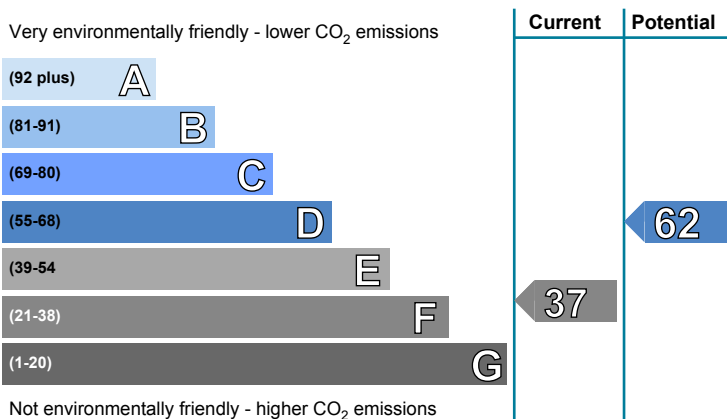 Very environmentally friendly - lower CO2 emissions
Current
Potential
(92 plus) A
(81-91) B
(69-80) C
(55-68) D
62
(39-54 E
(21-38) F
37
(1-20) G
Not environmentally friendly - higher CO2 emissions